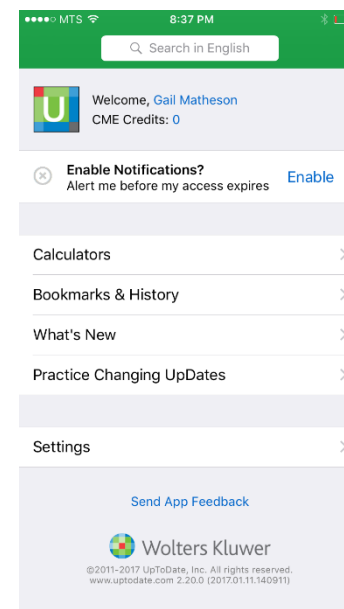 MTS 8:37 PM
Search in English
U
Welcome, Gail Matheson
CME Credits: 0
Enable Notifications?
Alert me before my access expires
Enable
Calculators
Bookmarks & History
What's New
Practice Changing UpDates
Settings
Send App Feedback
Wolters Kluwer
©2011-2017 UpToDate, Inc. All rights reserved.
www.uptodate.com 2.20.0 (2017.01.11.140911)